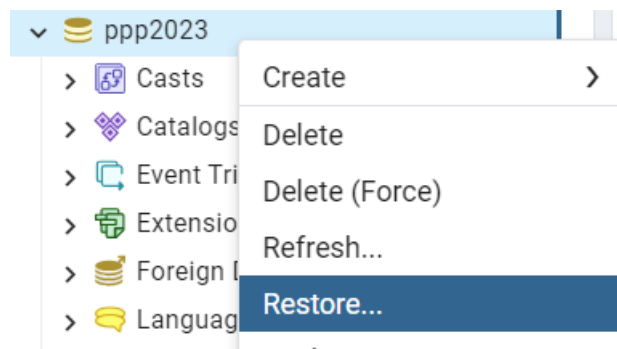 ppp2023
Casts
Create
Catalogs
Delete
Event Tri
Delete (Force)
Extensio
Refresh...
Foreign
Restore...
Languag